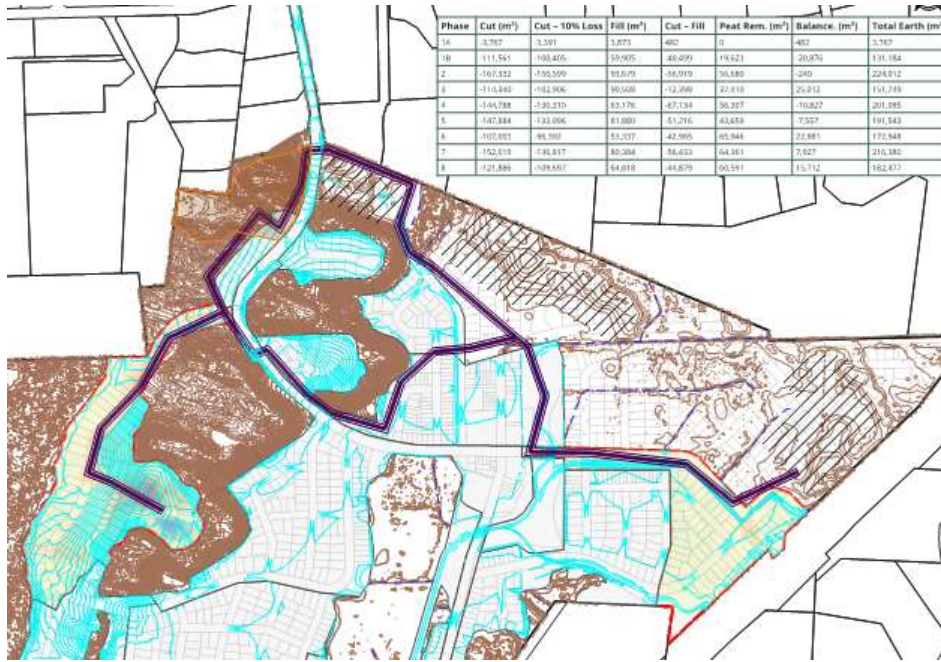 Phase Cut (m³) Cut – 10% Loss Fill (m³) Cut – Fill Peat Rem. (m³) Balance. (m³) Total Earth (m³
1A -3,767 -3,391 3,873 482 0 482 3,767
1B -111,561 -100,405 59,905 -40,499 19,623 -20,876 131,184
2 -167,332 -150,599 93,679 -56,919 56,680 -240 224,012
3 -114,340 -102,906 90,508 -12,398 37,410 25,012 151,749
4 -144,788 -130,310 63,176 -67,134 56,307 -10,827 201,095
5 -147,884 -133,096 81,880 -51,216 43,659 -7,557 191,543
6 -107,003 -96,302 53,337 -42,965 65,946 22,981 172,948
7 -152,019 -136,817 80,384 -56,433 64,361 7,927 216,380
8 -121,886 -109,697 64,818 -44,879 60,591 15,712 182,477